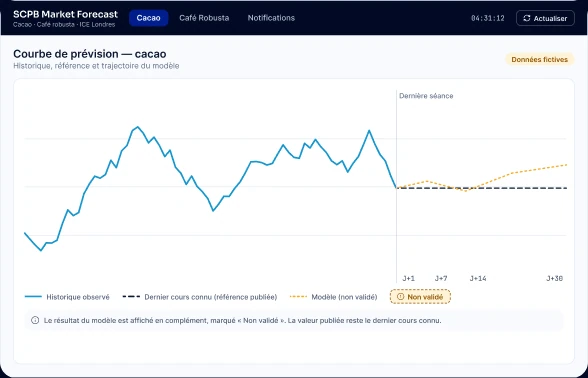 SCPB Market Forecast
Cacao · Café robusta · ICE Londres
Cacao
Café Robusta
Notifications
04:31:12
Actualiser
Courbe de prévision — cacao
Historique, référence et trajectoire du modèle
Données fictives
Dernière séance
J+1
J+7
J+14
J+30
Historique observé
Dernier cours connu (référence publiée)
Modèle (non validé)
Non validé
Le résultat du modèle est affiché en complément, marqué « Non validé ». La valeur publiée reste le dernier cours connu.